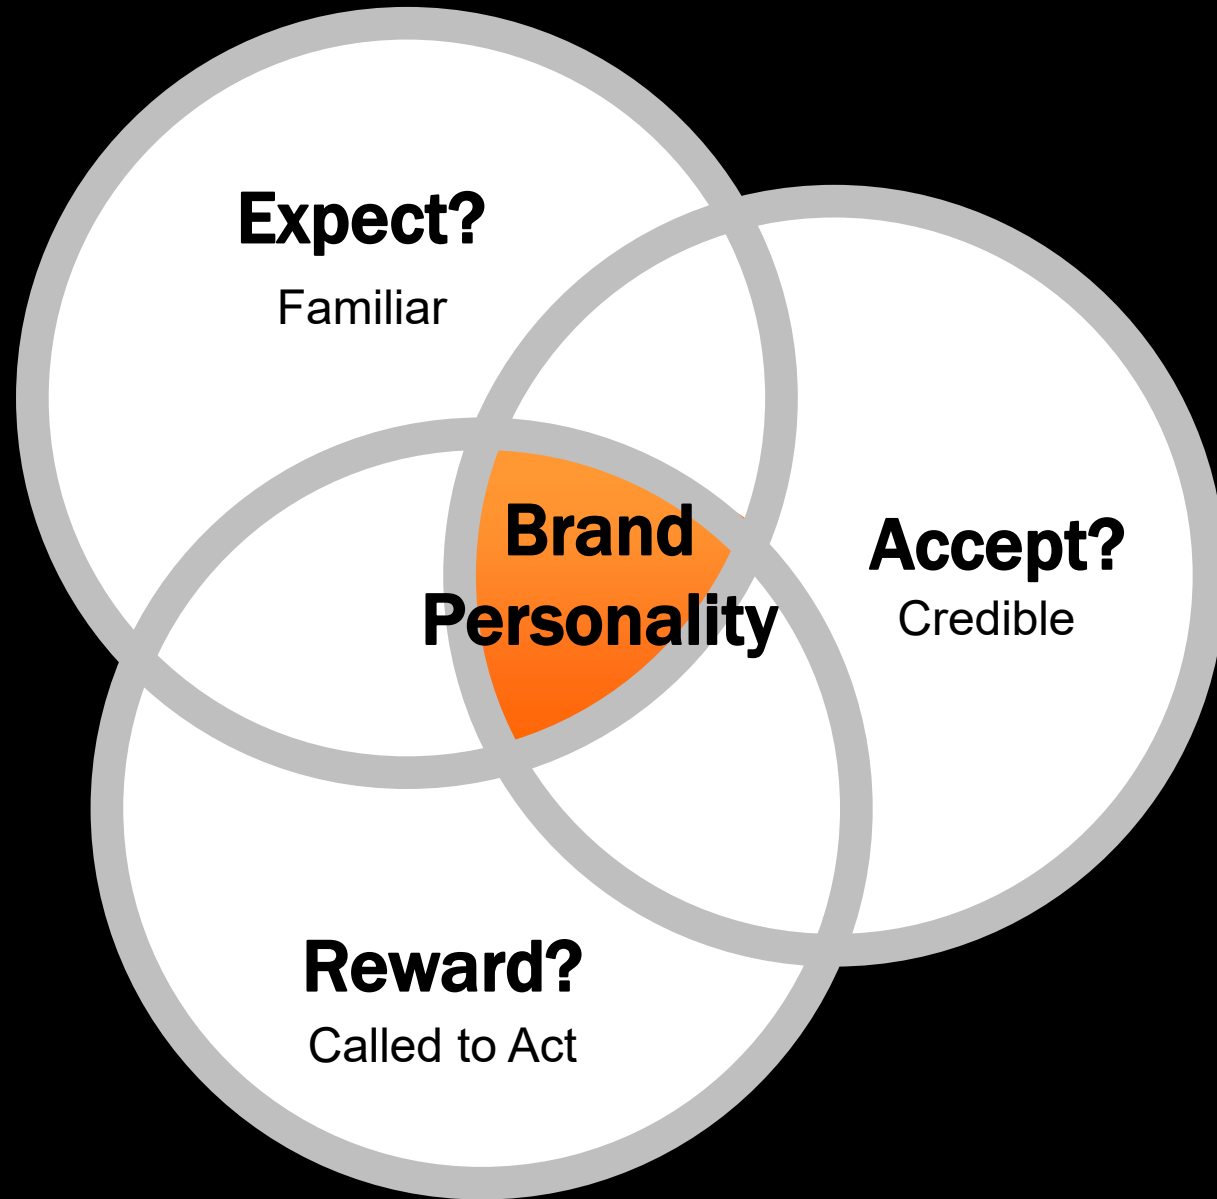 Expect?
Familiar
Brand
Personality
Accept?
Credible
Reward?
Called to Act